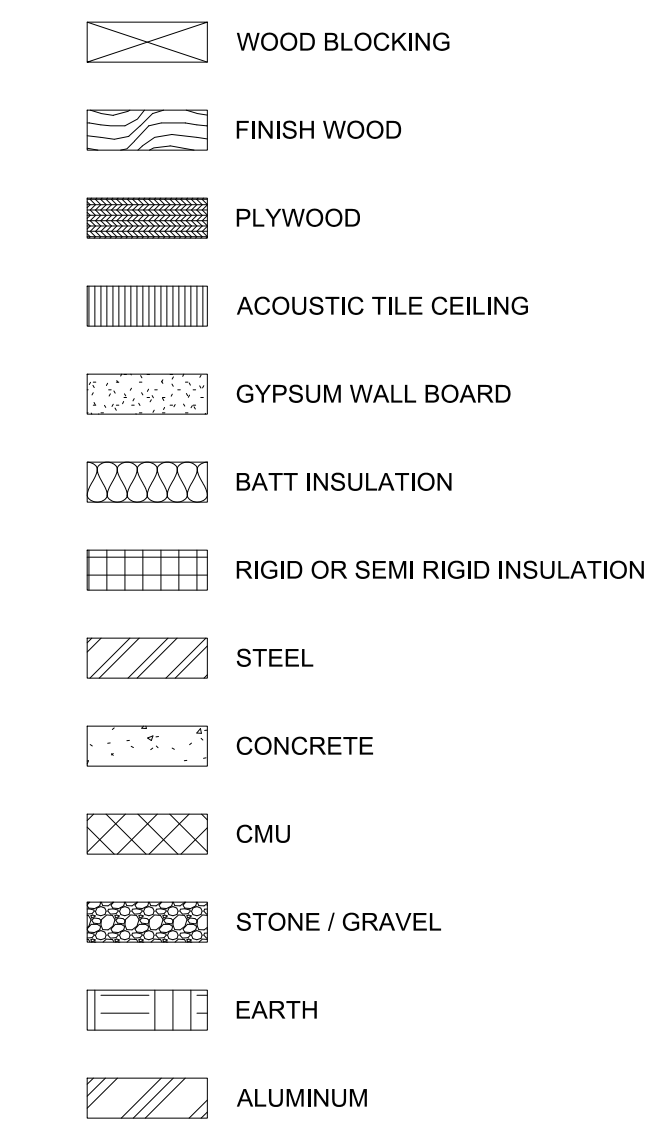 WOOD BLOCKING
FINISH WOOD
PLYWOOD
ACOUSTIC TILE CEILING
GYPSUM WALL BOARD
BATT INSULATION
RIGID OR SEMI RIGID INSULATION
STEEL
CONCRETE
CMU
STONE / GRAVEL
EARTH
ALUMINUM